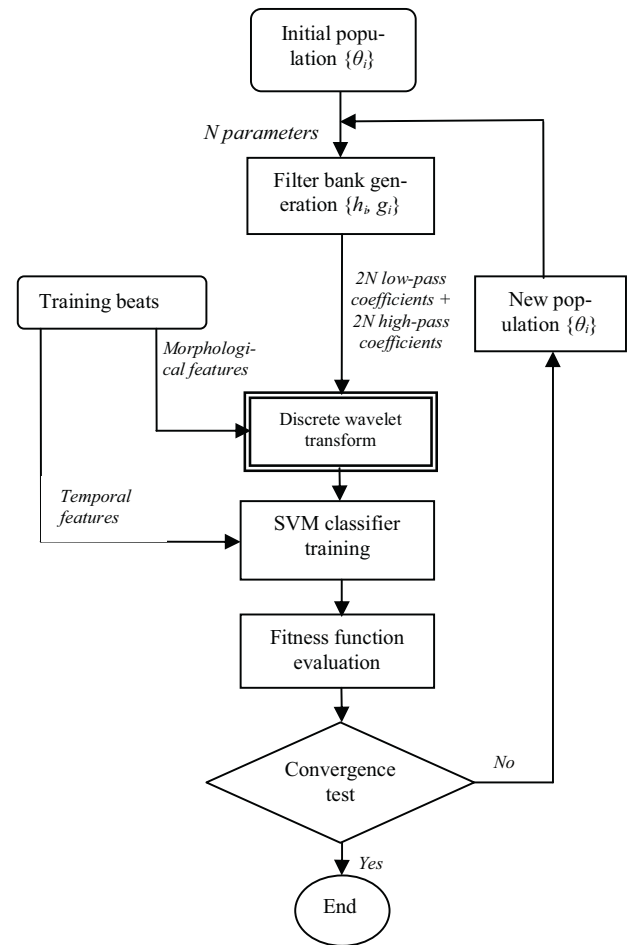 Initial popu-
lation {θi}
N parameters
Filter bank gen-
eration {hi, gi}
2N low-pass
coefficients +
2N high-pass
coefficients
New pop-
ulation {θi}
Training beats
Morphologi-
cal features
Discrete wavelet
transform
Temporal
features
SVM classifier
training
Fitness function
evaluation
Convergence
test
No
Yes
End